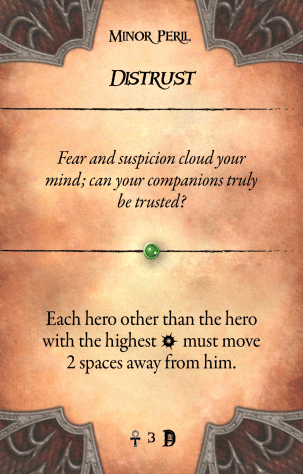 Minor Peril
Distrust
Fear and suspicion cloud your
mind; can your companions truly
be trusted?
Each hero other than the hero
with the highest must move
2 spaces away from him.
3 D